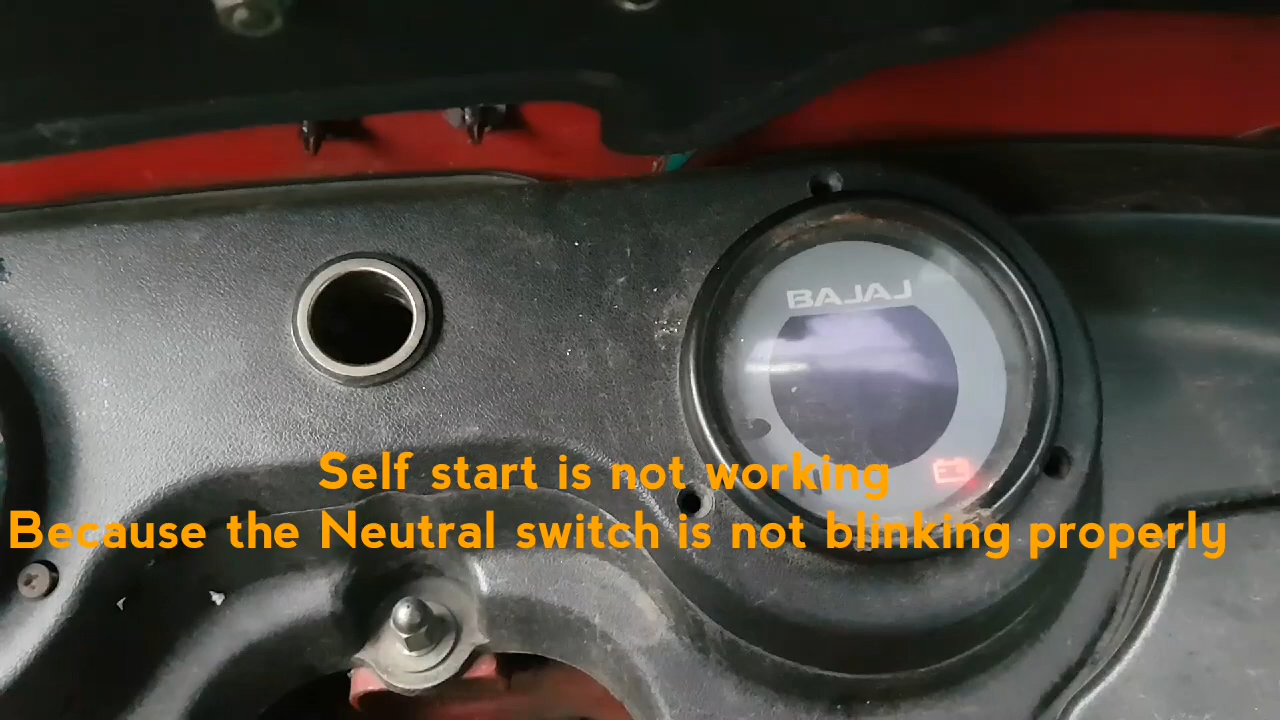 BAJAJ
Self start is not working
Because the Neutral switch is not blinking properly